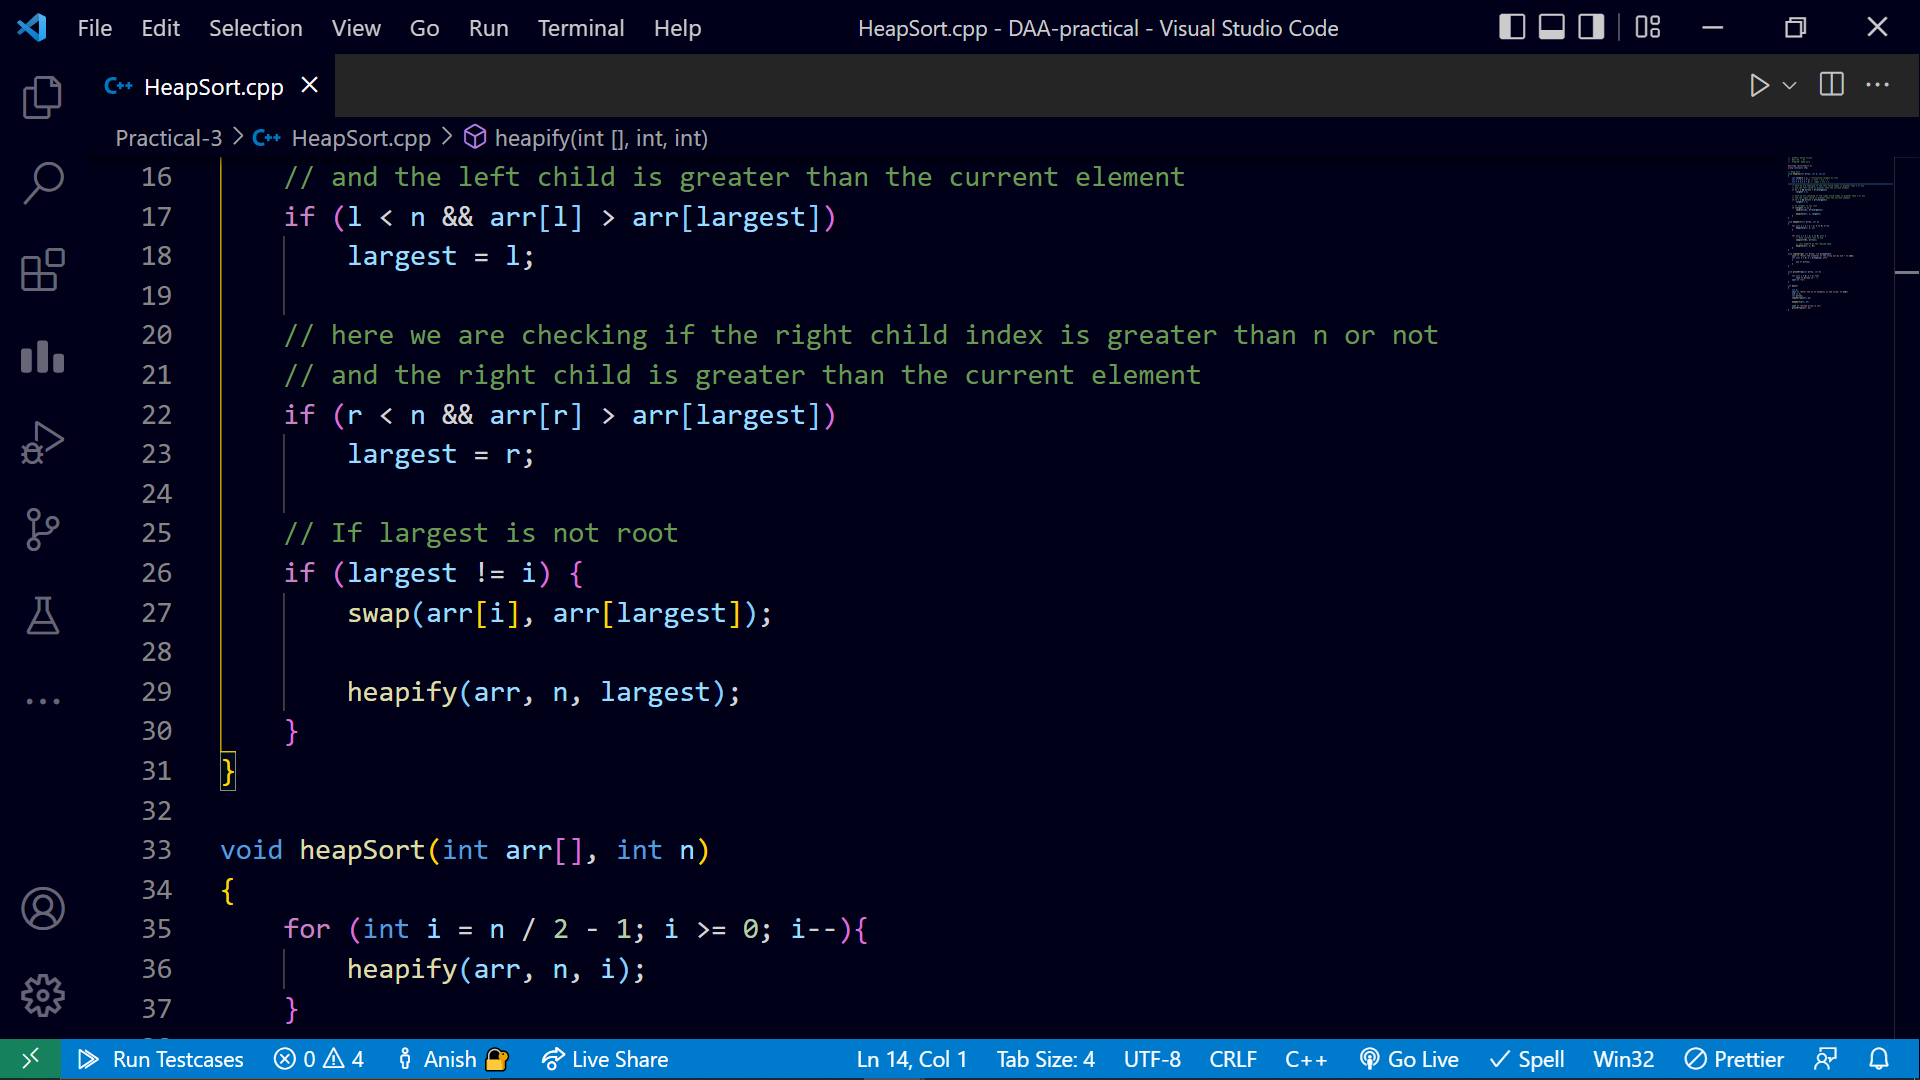 File Edit Selection View Go Run Terminal Help HeapSort.cpp - DAA-practical - Visual Studio Code
C++ HeapSort.cpp
Practical-3 > C++ HeapSort.cpp > heapify(int [], int, int)
16 // and the left child is greater than the current element
17 if (l < n && arr[l] > arr[largest])
18 largest = l;
19
20 // here we are checking if the right child index is greater than n or not
21 // and the right child is greater than the current element
22 if (r < n && arr[r] > arr[largest])
23 largest = r;
24
25 // If largest is not root
26 if (largest != i) {
27 swap(arr[i], arr[largest]);
28
29 heapify(arr, n, largest);
30 }
31 }
32
33 void heapSort(int arr[], int n)
34 {
35 for (int i = n / 2 - 1; i >= 0; i--){
36 heapify(arr, n, i);
37 }
Run Testcases 0 4 Anish Live Share Ln 14, Col 1 Tab Size: 4 UTF-8 CRLF C++ Go Live Spell Win32 Prettier